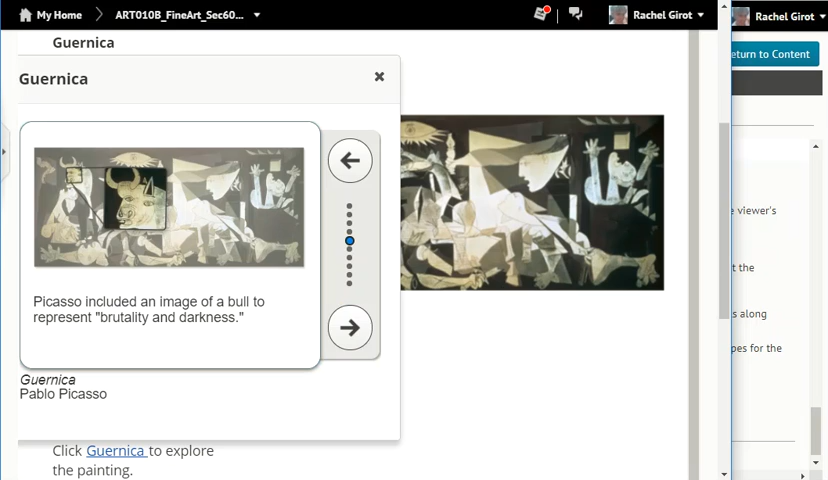 My Home
ART010B_FineArt_Sec60...
Rachel Girot
Rachel Girot
eturn to Content
Guernica
Guernica
Picasso included an image of a bull to
represent "brutality and darkness."
Guernica
Pablo Picasso
Click Guernica to explore
the painting.
e viewer's
t the
s along
pes for the